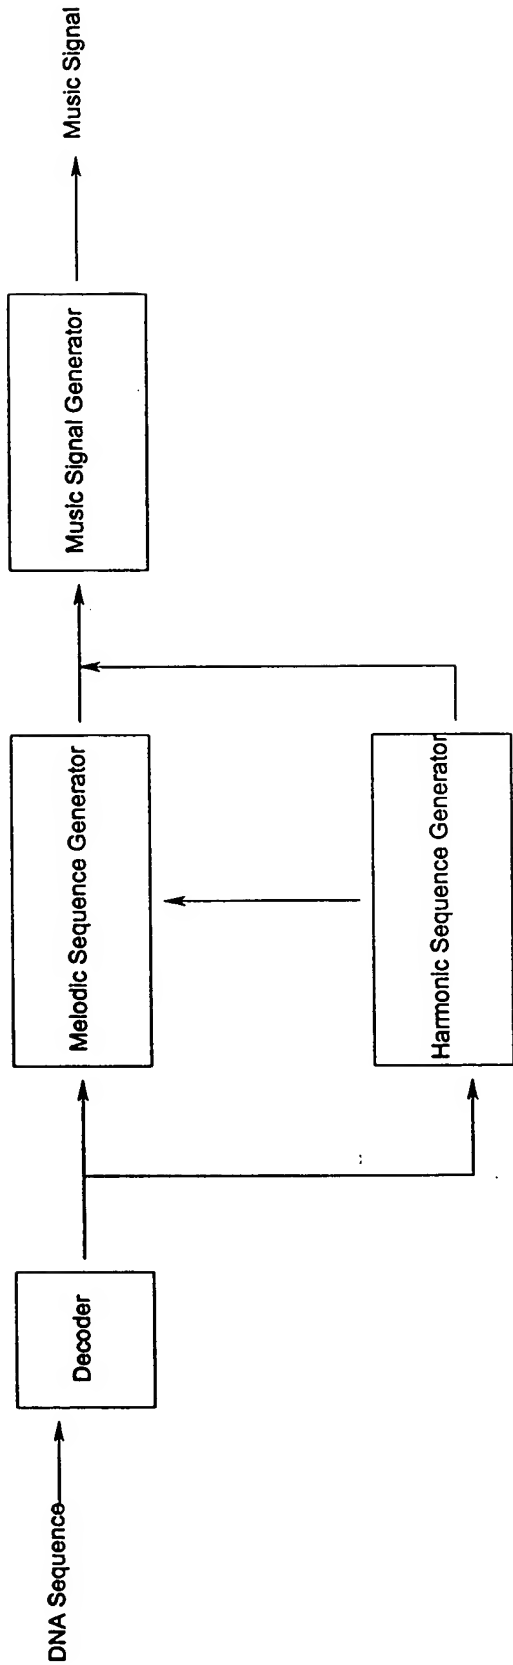 DNA Sequence
Decoder
Melodic Sequence Generator
Harmonic Sequence Generator
Music Signal Generator
Music Signal